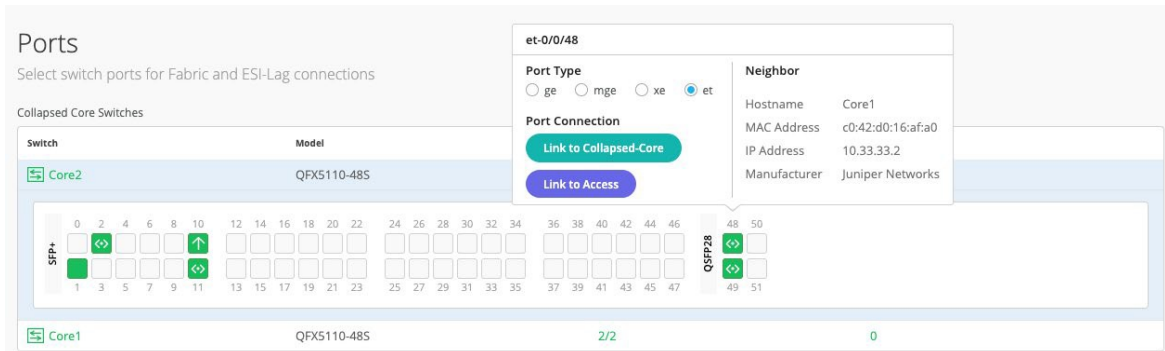 Ports
Select switch ports for Fabric and ESI-Lag connections
Collapsed Core Switches
Switch Model
Core2 QFX5110-48S
et-0/0/48
Port Type
ge mge xe et
Port Connection
Link to Collapsed-Core
Link to Access
Neighbor
Hostname Core1
MAC Address c0:42:d0:16:af:a0
IP Address 10.33.33.2
Manufacturer Juniper Networks
SFP+
0 2 4 6 8 10 12 14 16 18 20 22 24 26 28 30 32 34 36 38 40 42 44 46
1 3 5 7 9 11 13 15 17 19 21 23 25 27 29 31 33 35 37 39 41 43 45 47
QSFP28
48 50
49 51
Core1 QFX5110-48S 2/2 0